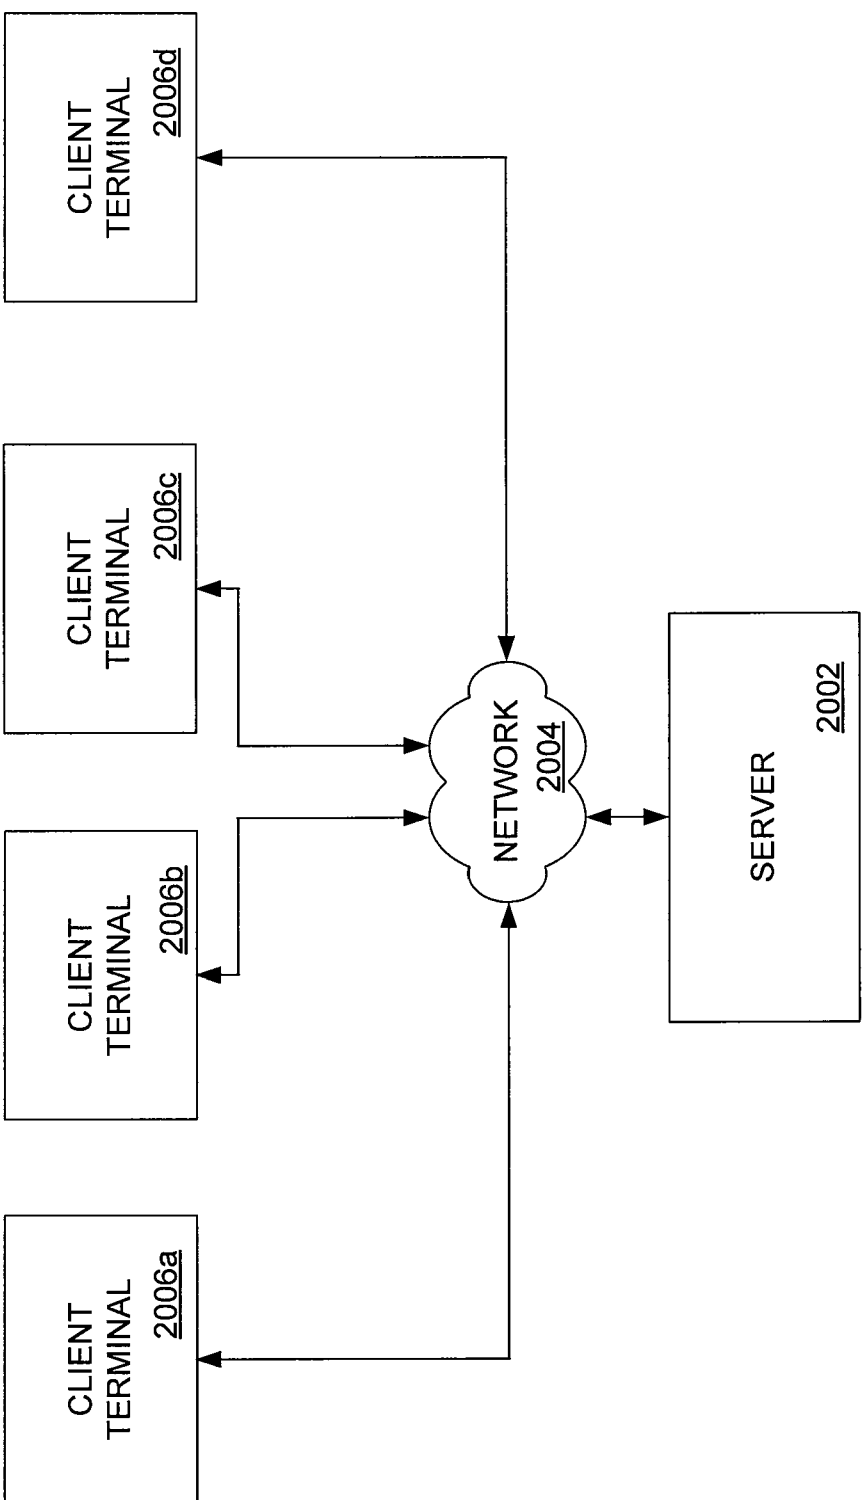 CLIENT
TERMINAL
2006a
CLIENT
TERMINAL
2006b
CLIENT
TERMINAL
2006c
CLIENT
TERMINAL
2006d
NETWORK
2004
SERVER
2002